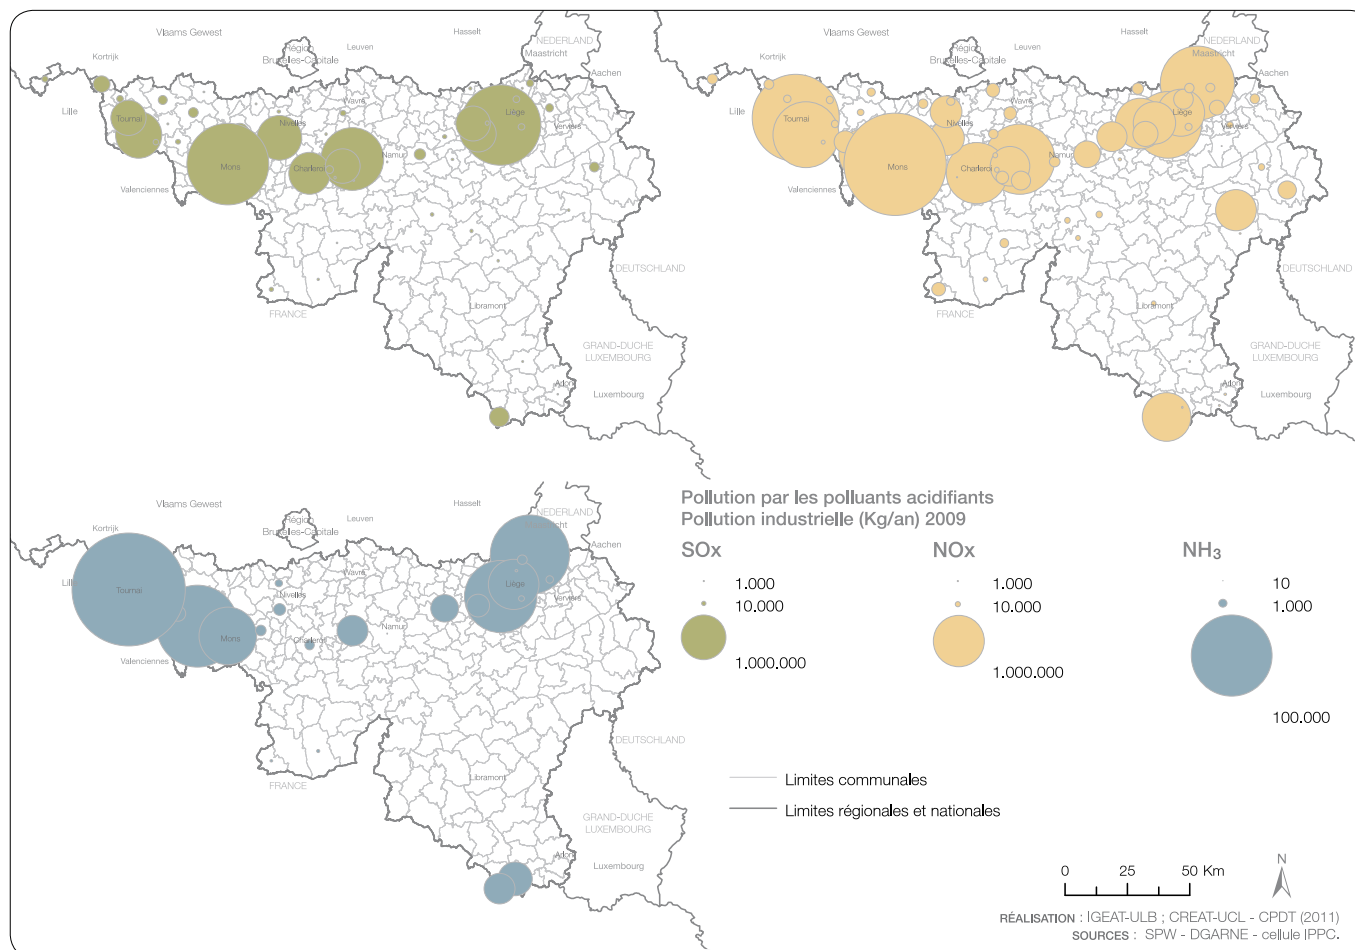 Vlaams Gewest
Hasselt
NEDERLAND
Maastricht
Kortrijk
Région
Bruxelles-Capitale
Leuven
Aachen
Lille
Tournai
Wavre
Nivelles
Liège
Verviers
Mons
Charleroi
Namur
Valenciennes
DEUTSCHLAND
Libramont
FRANCE
GRAND-DUCHE
LUXEMBOURG
Arlon
Luxembourg
Vlaams Gewest
Hasselt
NEDERLAND
Maastricht
Kortrijk
Région
Bruxelles-Capitale
Leuven
Aachen
Lille
Tournai
Wavre
Nivelles
Liège
Verviers
Mons
Charleroi
Namur
Valenciennes
DEUTSCHLAND
Libramont
FRANCE
GRAND-DUCHE
LUXEMBOURG
Arlon
Luxembourg
Vlaams Gewest
Hasselt
NEDERLAND
Maastricht
Kortrijk
Région
Bruxelles-Capitale
Leuven
Aachen
Tournai
Wavre
Nivelles
Liège
Verviers
Mons
Charleroi
Namur
Valenciennes
DEUTSCHLAND
Libramont
FRANCE
GRAND-DUCHE
LUXEMBOURG
Arlon
Luxembourg
Pollution par les polluants acidifiants
Pollution industrielle (Kg/an) 2009
SOx NOx NH₃
1.000 1.000 10
10.000 10.000 1.000
1.000.000 1.000.000 100.000
Limites communales
Limites régionales et nationales
0 25 50 Km
N
RÉALISATION : IGEAT-ULB ; CREAT-UCL - CPDT (2011)
SOURCES : SPW - DGARNE - cellule IPPC.